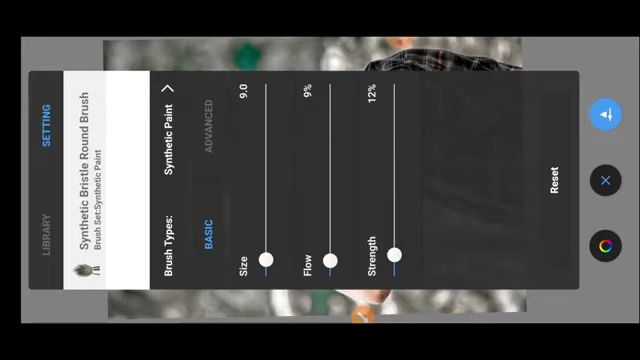 LIBRARY SETTING
Synthetic Bristle Round Brush
Brush Set:Synthetic Paint
Brush Types: Synthetic Paint
BASIC ADVANCED
Size 9.0
Flow 9%
Strength 12%
Reset